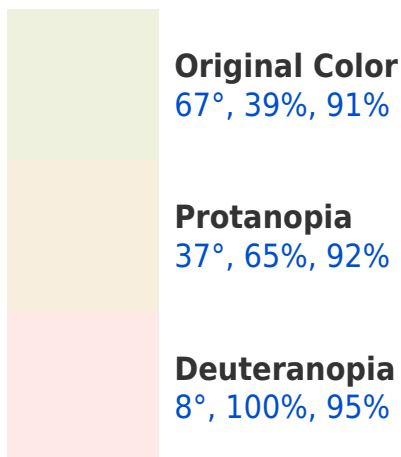 Original Color
67°, 39%, 91%
Protanopia
37°, 65%, 92%
Deuteranopia
8°, 100%, 95%